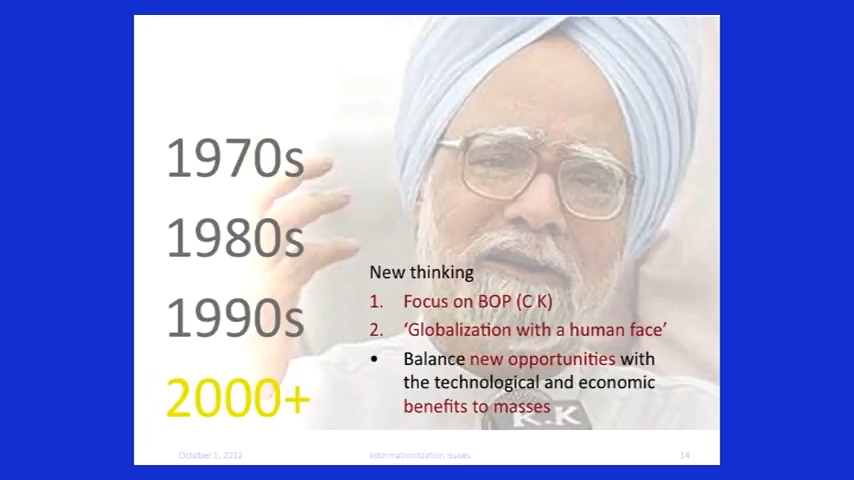 1970s
1980s
1990s
2000+
New thinking
1. Focus on BOP (C K)
2. ‘Globalization with a human face’
• Balance new opportunities with
the technological and economic
benefits to masses
K.K
October 1, 2012
Informationlization issues
14